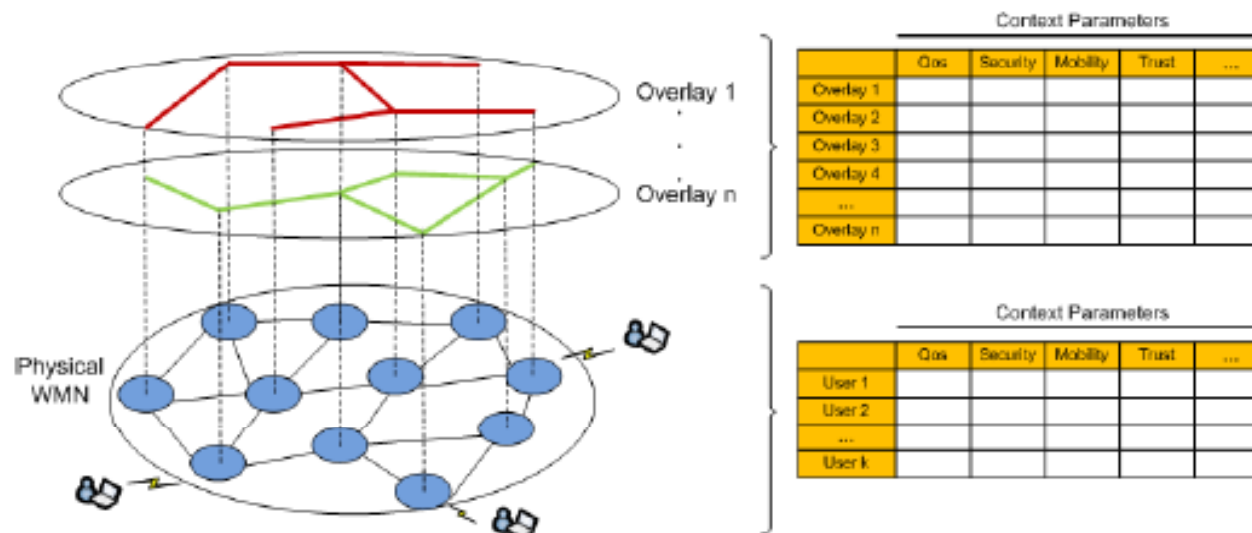 Context Parameters
Qos Security Mobility Trust ...
Overlay 1
Overlay 2
Overlay 3
Overlay 4
...
Overlay n
Overlay 1
.
.
.
Overlay n
Physical
WMN
Context Parameters
Qos Security Mobility Trust ...
User 1
User 2
...
User k